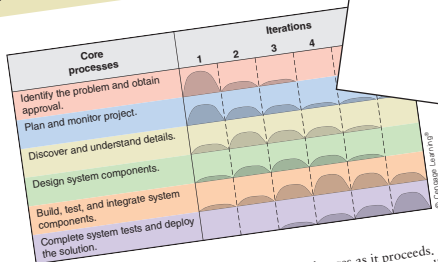 Core
processes
Iterations
1 2 3 4
Identify the problem and obtain
approval.
Plan and monitor project.
Discover and understand details.
Design system components.
Build, test, and integrate system
components.
Complete system tests and deploy
the solution.
© Cengage Learning®
as it proceeds.